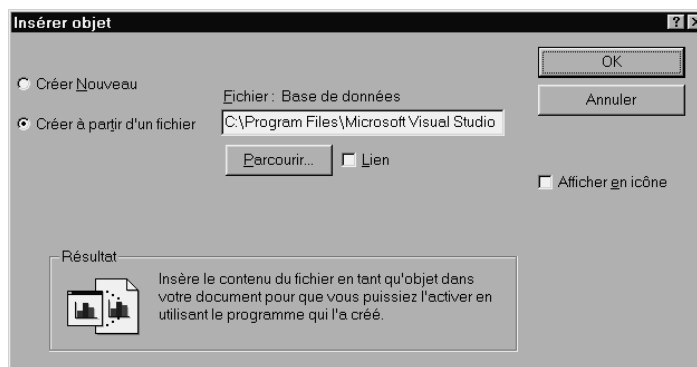 Insérer objet
OK
Créer Nouveau
Fichier : Base de données
Annuler
Créer à partir d'un fichier
C:\Program Files\Microsoft Visual Studio
Parcourir...
Lien
Afficher en icône
Résultat
Insère le contenu du fichier en tant qu'objet dans
votre document pour que vous puissiez l'activer en
utilisant le programme qui l'a créé.